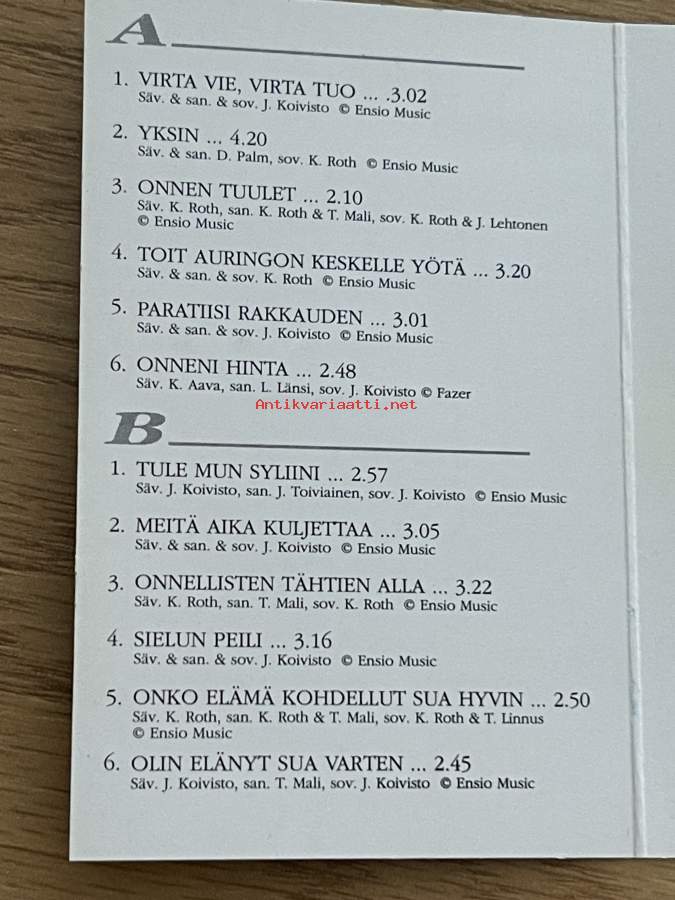 A
1. VIRTA VIE, VIRTA TUO ... .3.02
Säv. & san. & sov. J. Koivisto © Ensio Music
2. YKSIN ... 4.20
Säv. & san. D. Palm, sov. K. Roth © Ensio Music
3. ONNEN TUULET ... 2.10
Säv. K. Roth, san. K. Roth & T. Mali, sov. K. Roth & J. Lehtonen
© Ensio Music
4. TOIT AURINGON KESKELLE YÖTÄ ... 3.20
Säv. & san. & sov. K. Roth © Ensio Music
5. PARATIISI RAKKAUDEN ... 3.01
Säv. & san. & sov. J. Koivisto © Ensio Music
6. ONNENI HINTA ... 2.48
Säv. K. Aava, san. L. Länsi, sov. J. Koivisto © Fazer
Antikvariaatti.net
B
1. TULE MUN SYLIINI ... 2.57
Säv. J. Koivisto, san. J. Toiviainen, sov. J. Koivisto © Ensio Music
2. MEITÄ AIKA KULJETTAA ... 3.05
Säv. & san. & sov. J. Koivisto © Ensio Music
3. ONNELLISTEN TÄHTIEN ALLA ... 3.22
Säv. K. Roth, san. T. Mali, sov. K. Roth © Ensio Music
4. SIELUN PEILI ... 3.16
Säv. & san. & sov. J. Koivisto © Ensio Music
5. ONKO ELÄMÄ KOHDELLUT SUA HYVIN ... 2.50
Säv. K. Roth, san. K. Roth & T. Mali, sov. K. Roth & T. Linnus
© Ensio Music
6. OLIN ELÄNYT SUA VARTEN ... 2.45
Säv. J. Koivisto, san. T. Mali, sov. J. Koivisto © Ensio Music